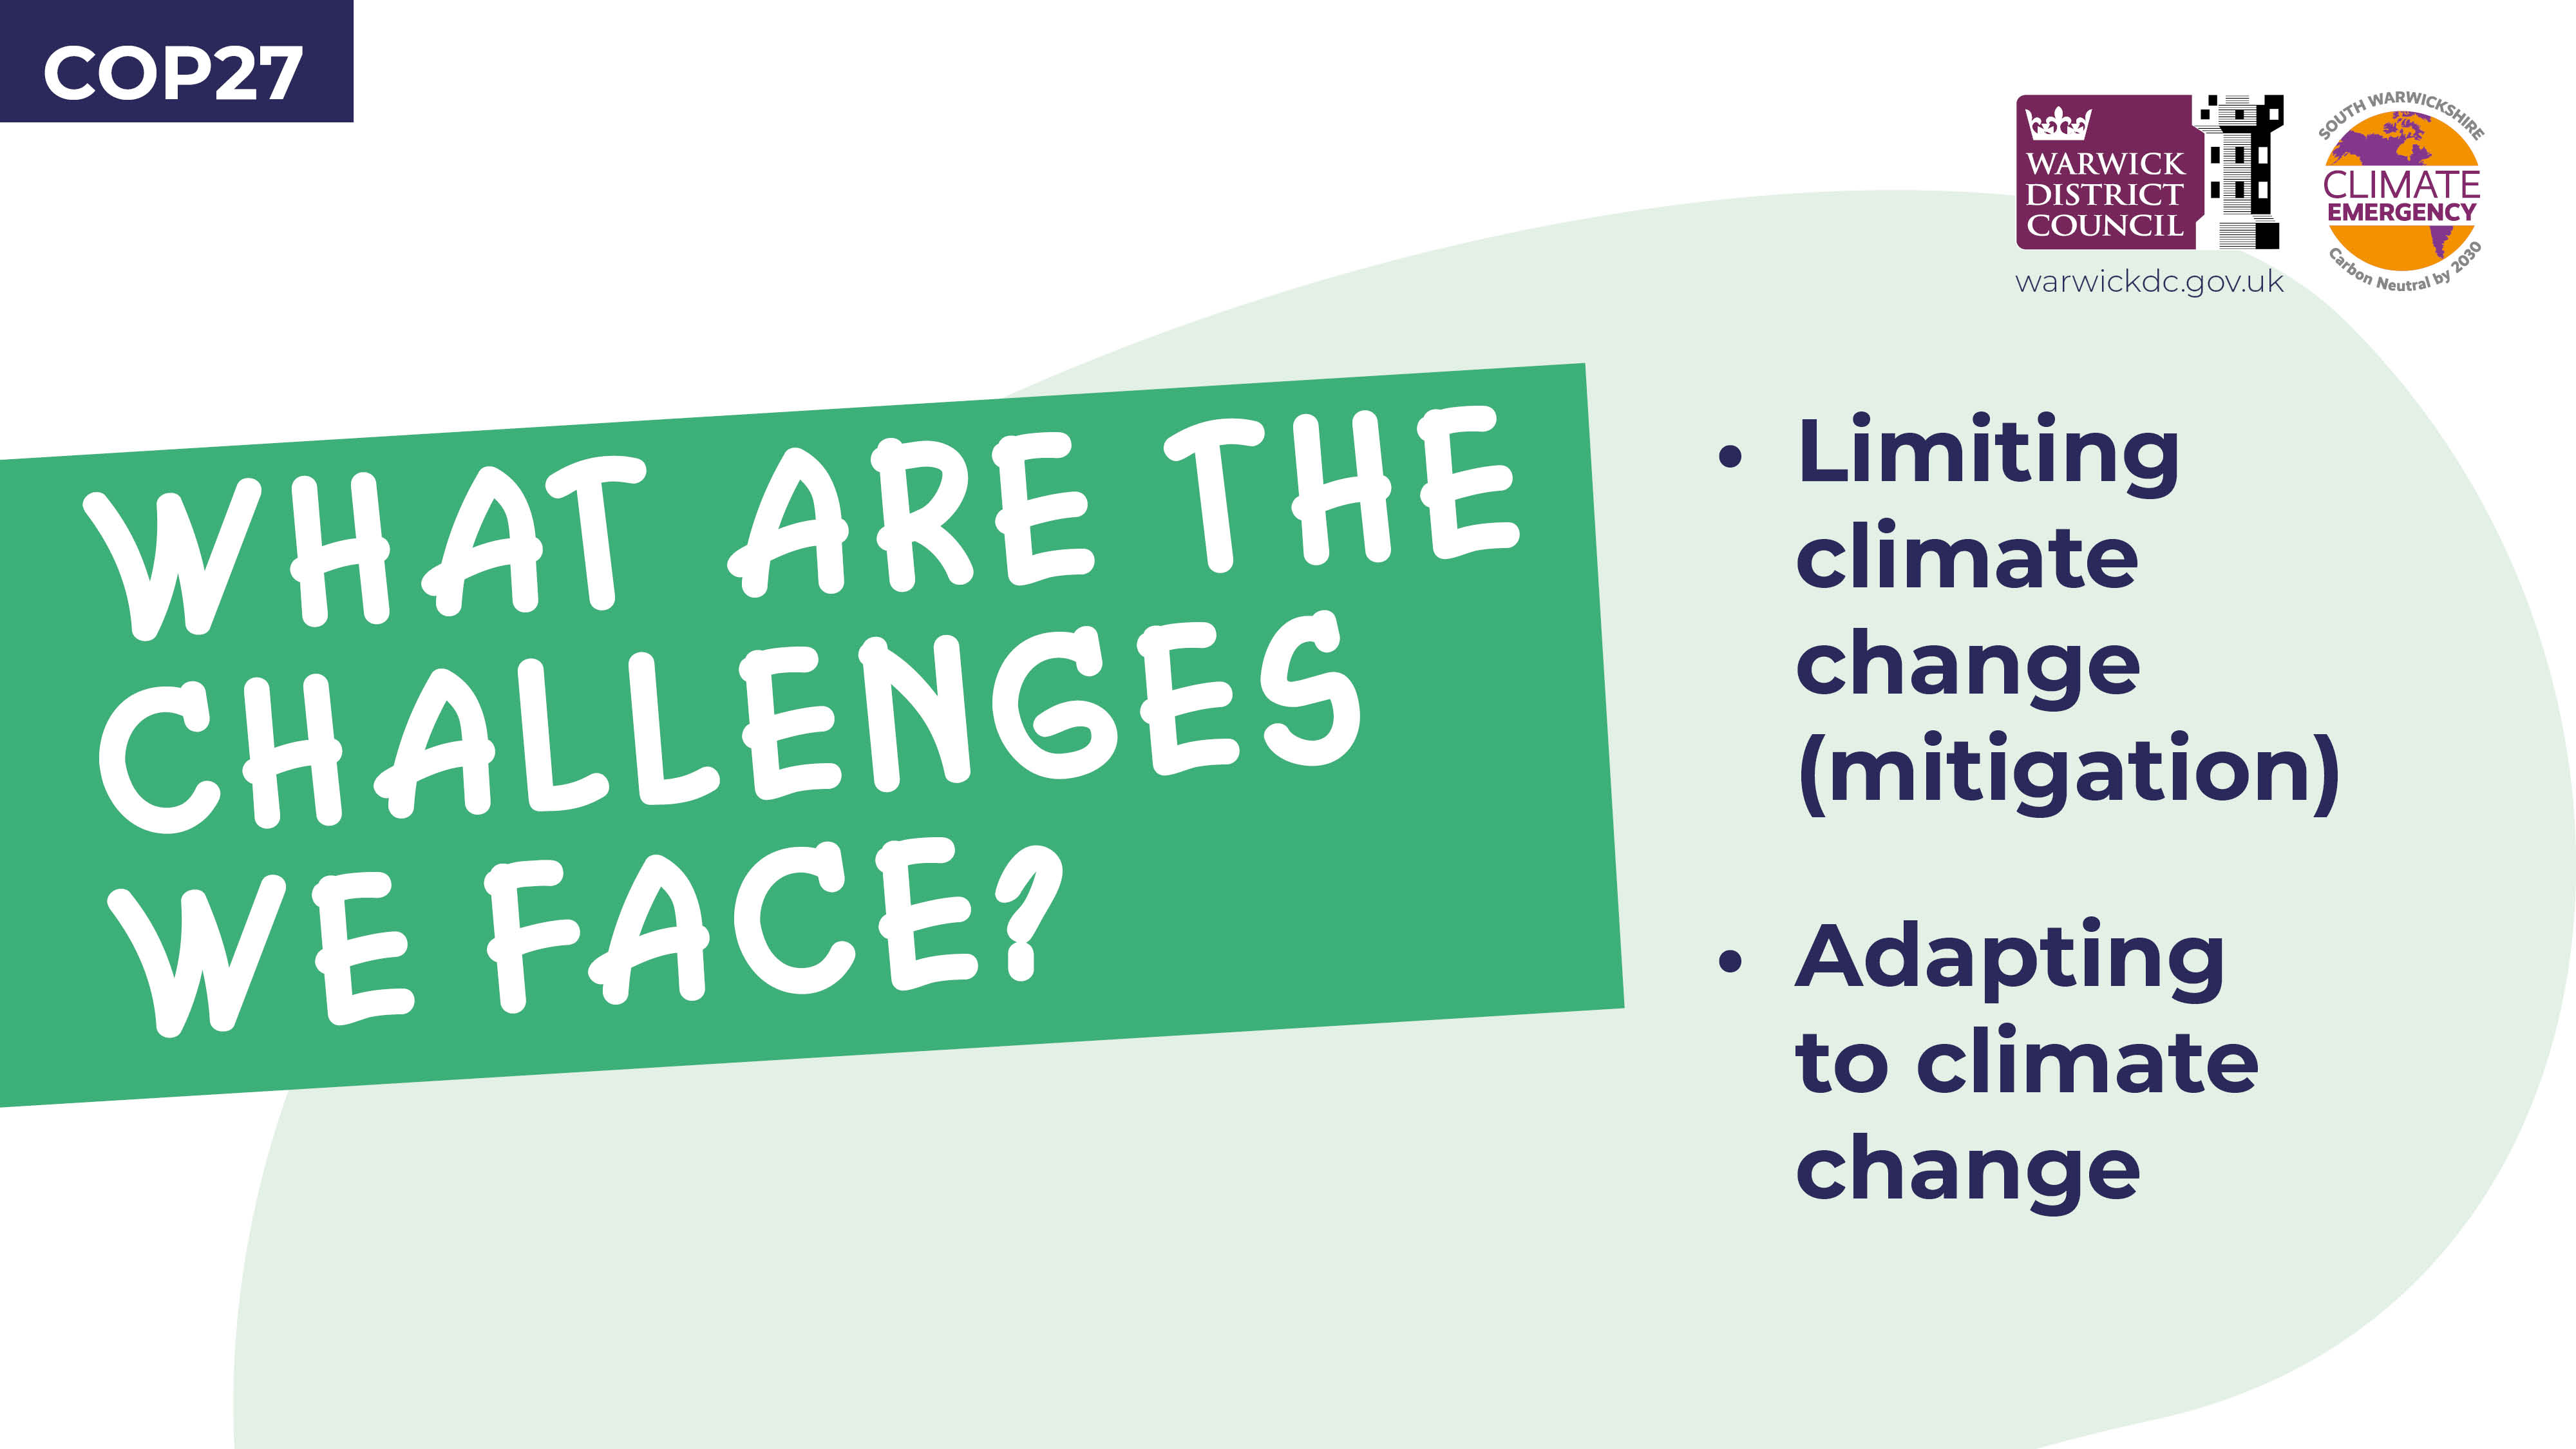 COP27
WARWICK
DISTRICT
COUNCIL
warwickdc.gov.uk
SOUTH WARWICKSHIRE
CLIMATE
EMERGENCY
Carbon Neutral by 2030
WHAT ARE THE
CHALLENGES
WE FACE?
• Limiting
climate
change
(mitigation)
• Adapting
to climate
change